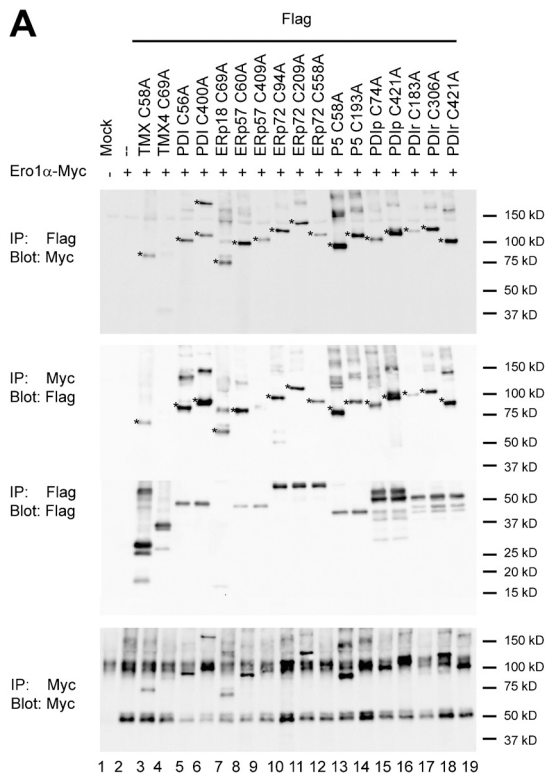 A
Flag
Mock
--
TMX C58A
TMX4 C69A
PDI C56A
PDI C400A
ERp18 C69A
ERp57 C60A
ERp57 C409A
ERp72 C94A
ERp72 C209A
ERp72 C558A
P5 C58A
P5 C193A
PDIp C74A
PDIp C421A
PDIr C183A
PDIr C306A
PDIr C421A
Ero1α-Myc - + + + + + + + + + + + + + + + + + + +
IP: Flag
Blot: Myc
150 kD
100 kD
75 kD
50 kD
37 kD
IP: Myc
Blot: Flag
150 kD
100 kD
75 kD
50 kD
37 kD
IP: Flag
Blot: Flag
50 kD
37 kD
25 kD
20 kD
15 kD
IP: Myc
Blot: Myc
150 kD
100 kD
75 kD
50 kD
37 kD
1 2 3 4 5 6 7 8 9 10 11 12 13 14 15 16 17 18 19